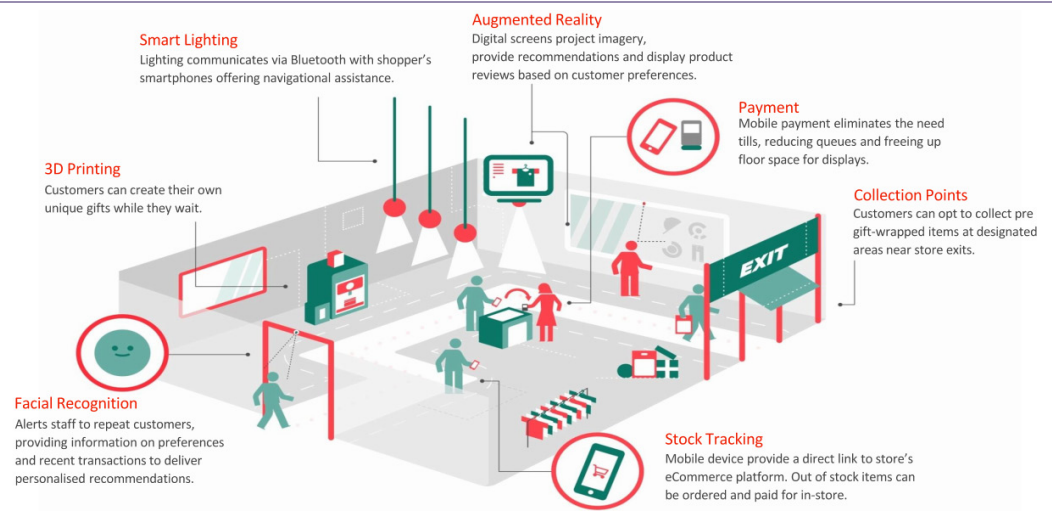 Augmented Reality
Digital screens project imagery,
provide recommendations and display product
reviews based on customer preferences.
Smart Lighting
Lighting communicates via Bluetooth with shopper's
smartphones offering navigational assistance.
Payment
Mobile payment eliminates the need
tills, reducing queues and freeing up
floor space for displays.
3D Printing
Customers can create their own
unique gifts while they wait.
Collection Points
Customers can opt to collect pre
gift-wrapped items at designated
areas near store exits.
EXIT
Facial Recognition
Alerts staff to repeat customers,
providing information on preferences
and recent transactions to deliver
personalised recommendations.
Stock Tracking
Mobile device provide a direct link to store's
eCommerce platform. Out of stock items can
be ordered and paid for in-store.